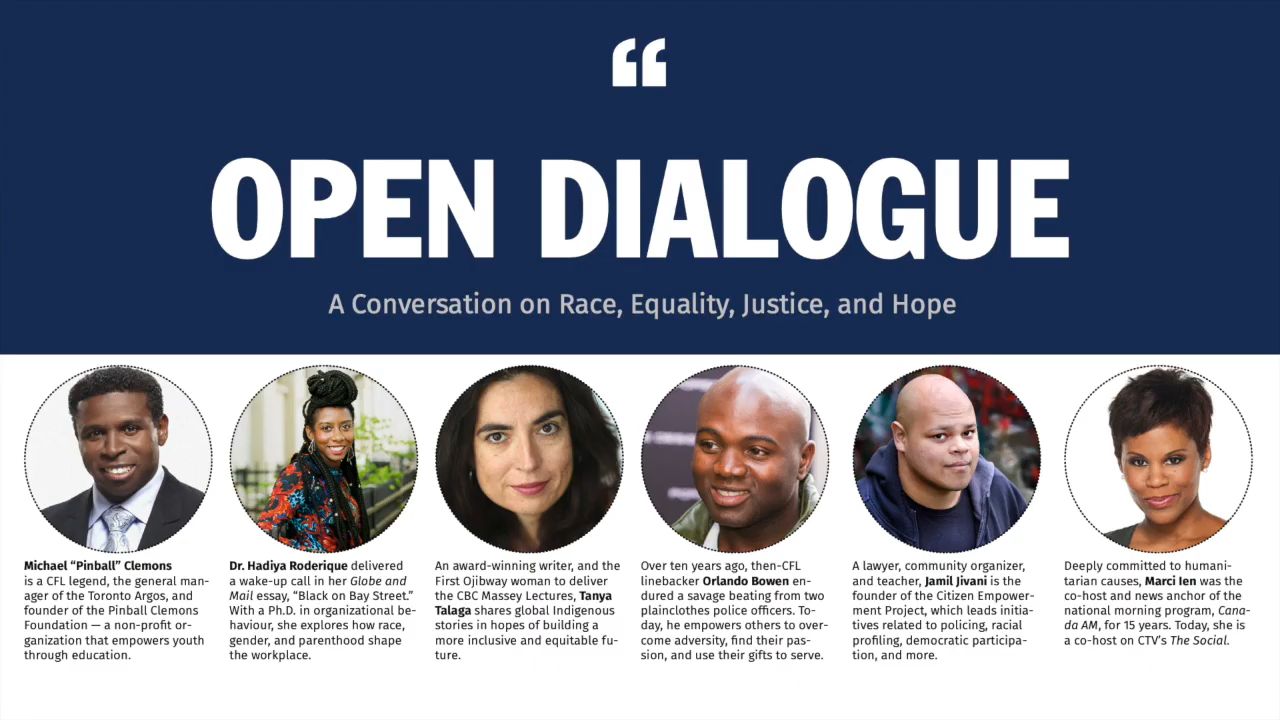 “
OPEN DIALOGUE
A Conversation on Race, Equality, Justice, and Hope
Michael “Pinball” Clemons
is a CFL legend, the general man-
ager of the Toronto Argos, and
founder of the Pinball Clemons
Foundation — a non-profit or-
ganization that empowers youth
through education.
Dr. Hadiya Roderique delivered
a wake-up call in her Globe and
Mail essay, “Black on Bay Street.”
With a Ph.D. in organizational be-
haviour, she explores how race,
gender, and parenthood shape
the workplace.
An award-winning writer, and the
First Ojibway woman to deliver
the CBC Massey Lectures, Tanya
Talaga shares global Indigenous
stories in hopes of building a
more inclusive and equitable fu-
ture.
Over ten years ago, then-CFL
linebacker Orlando Bowen en-
dured a savage beating from two
plainclothes police officers. To-
day, he empowers others to over-
come adversity, find their pas-
sion, and use their gifts to serve.
A lawyer, community organizer,
and teacher, Jamil Jivani is the
founder of the Citizen Empower-
ment Project, which leads initia-
tives related to policing, racial
profiling, democratic participa-
tion, and more.
Deeply committed to humani-
tarian causes, Marci Ien was the
co-host and news anchor of the
national morning program, Cana-
da AM, for 15 years. Today, she is
a co-host on CTV’s The Social.